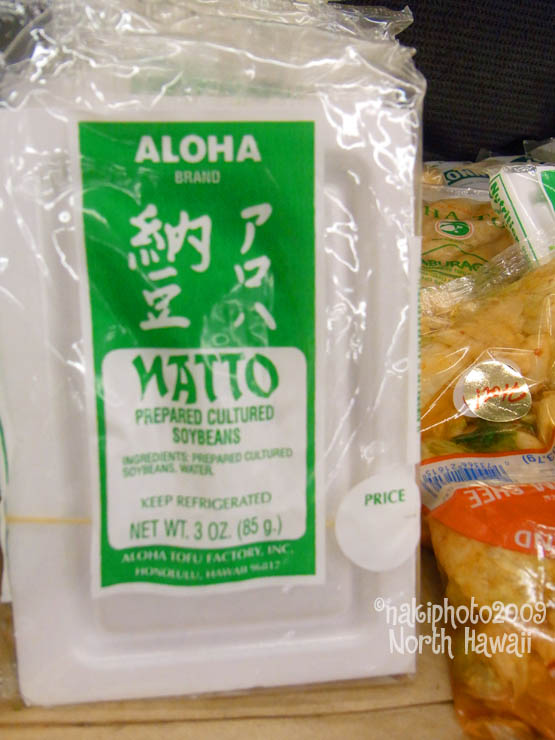 ALOHA
BRAND
アロハ
納豆
NATTO
PREPARED CULTURED
SOYBEANS
INGREDIENTS: PREPARED CULTURED
SOYBEANS, WATER.
KEEP REFRIGERATED
NET WT. 3 OZ. (85 g.)
ALOHA TOFU FACTORY, INC.
HONOLULU, HAWAII 96817
PRICE
©hakiphoto2009
North Hawaii